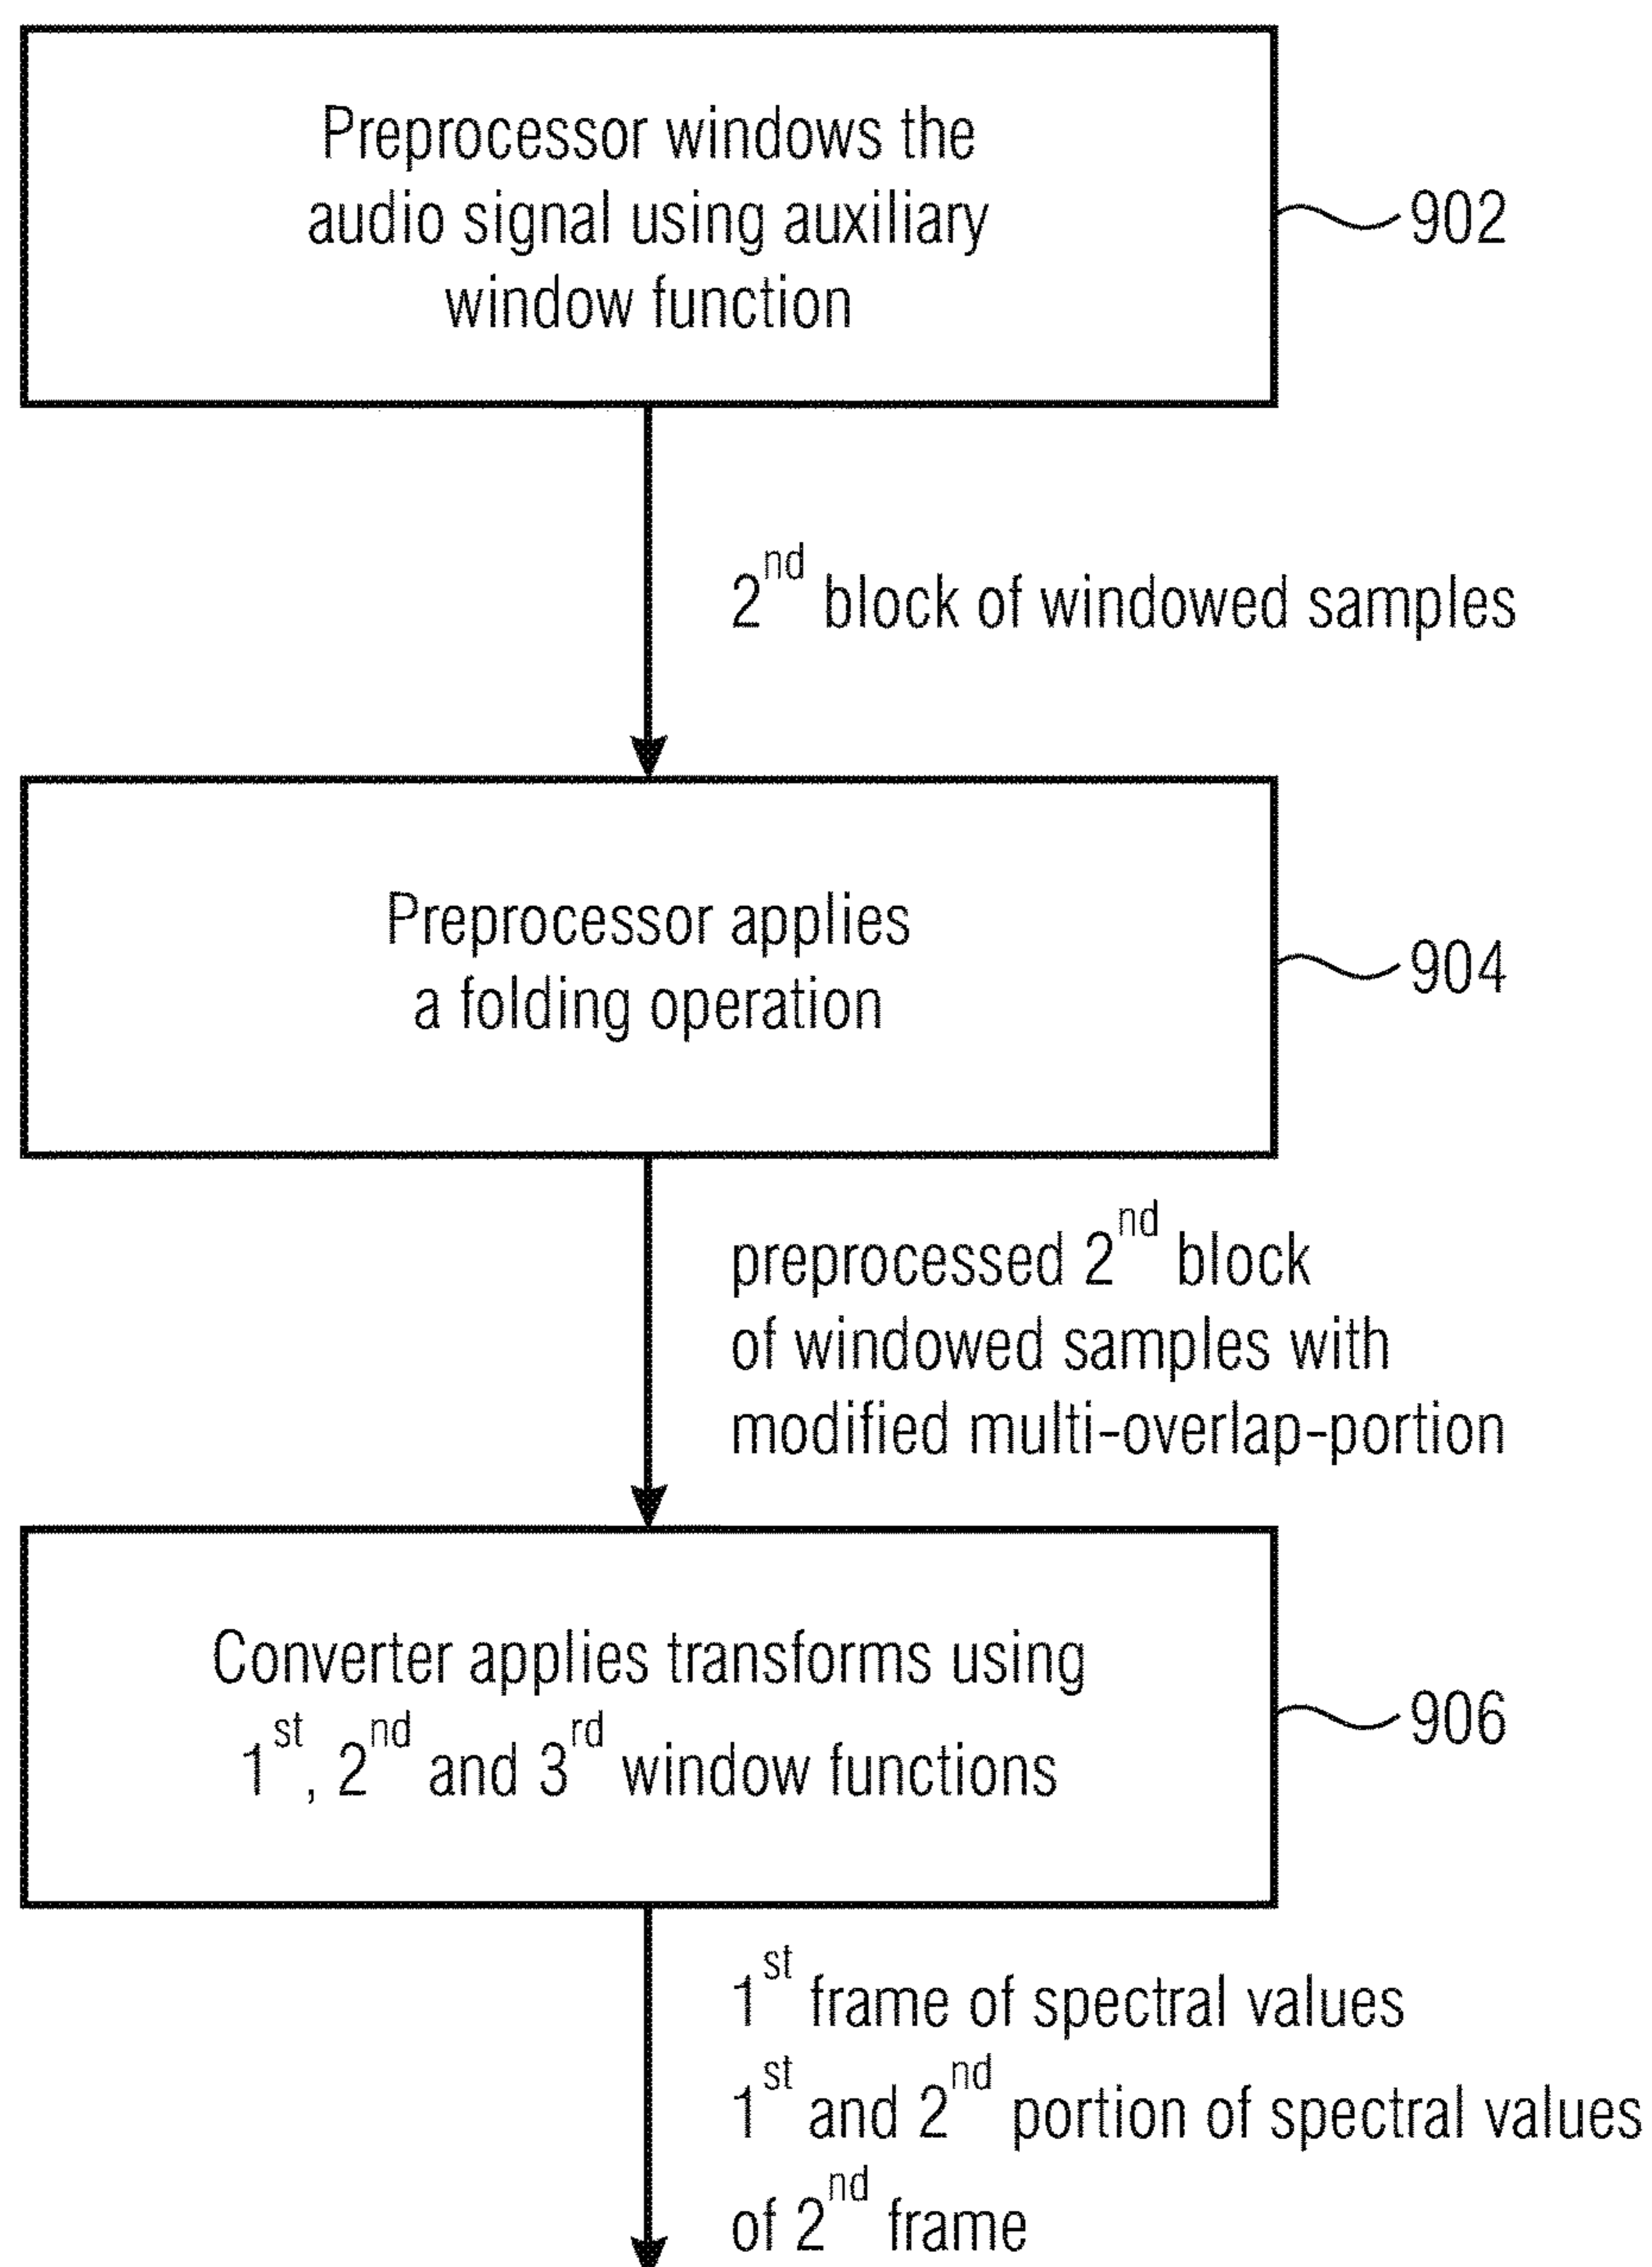 Preprocessor windows the
audio signal using auxiliary
window function
902
2nd block of windowed samples
Preprocessor applies
a folding operation
904
preprocessed 2nd block
of windowed samples with
modified multi-overlap-portion
Converter applies transforms using
1st, 2nd and 3rd window functions
906
1st frame of spectral values
1st and 2nd portion of spectral values
of 2nd frame